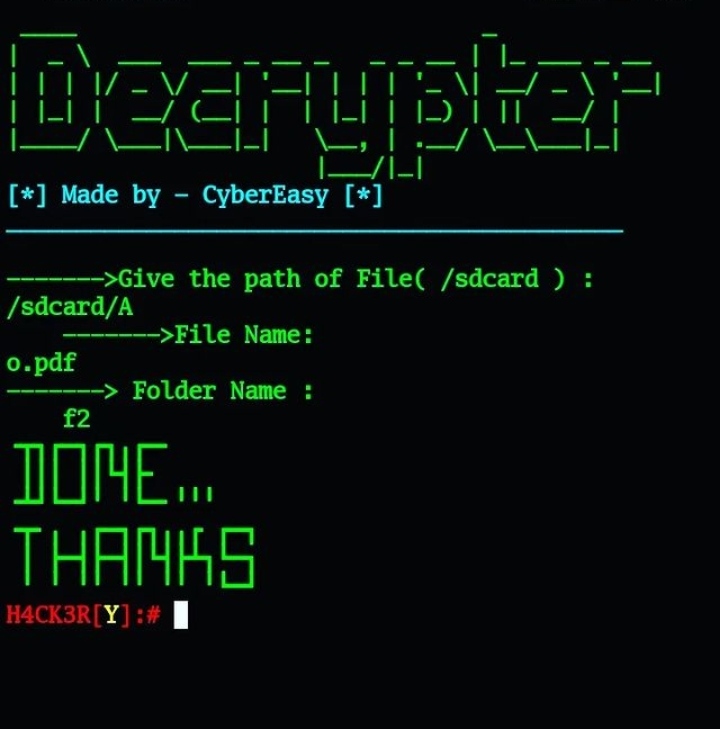 Decrypter
[*] Made by - CyberEasy [*]
------->Give the path of File( /sdcard ) :
/sdcard/A
------->File Name:
o.pdf
-------> Folder Name :
f2
DONE...
THANKS
H4CK3R[Y]:#